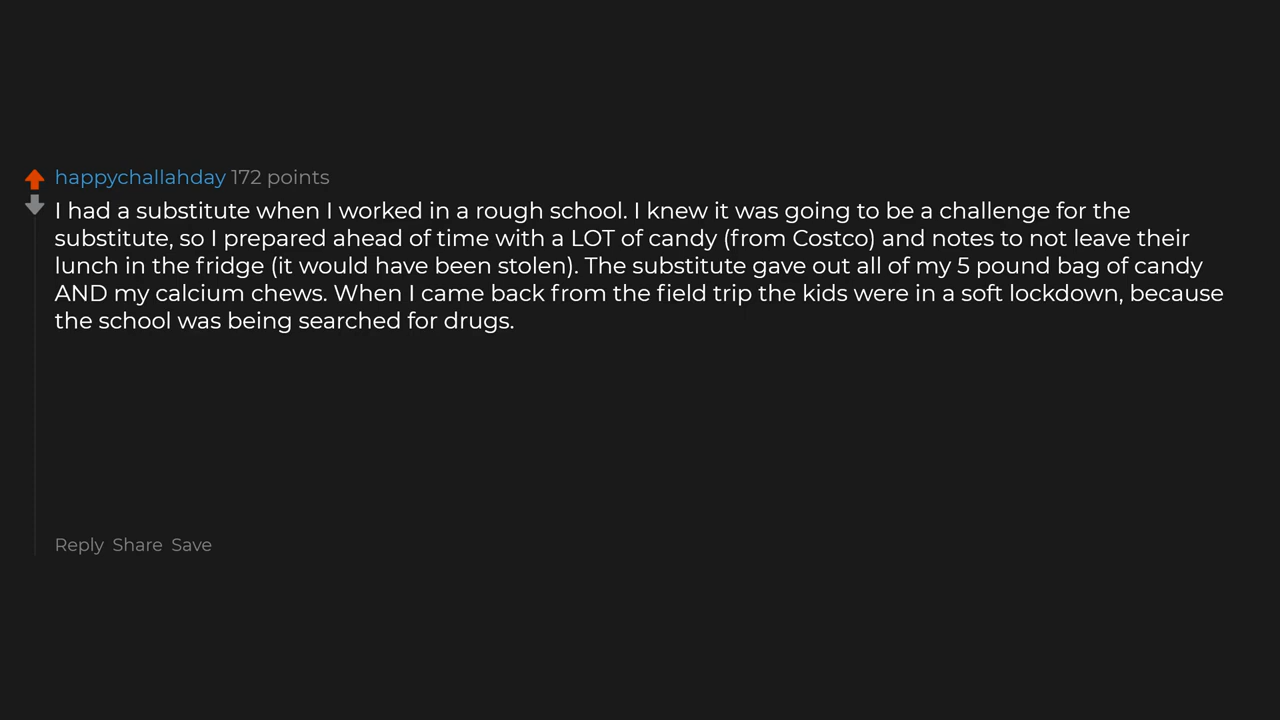 happychallahday 172 points
I had a substitute when I worked in a rough school. I knew it was going to be a challenge for the
substitute, so I prepared ahead of time with a LOT of candy (from Costco) and notes to not leave their
lunch in the fridge (it would have been stolen). The substitute gave out all of my 5 pound bag of candy
AND my calcium chews. When I came back from the field trip the kids were in a soft lockdown, because
the school was being searched for drugs.
Reply Share Save